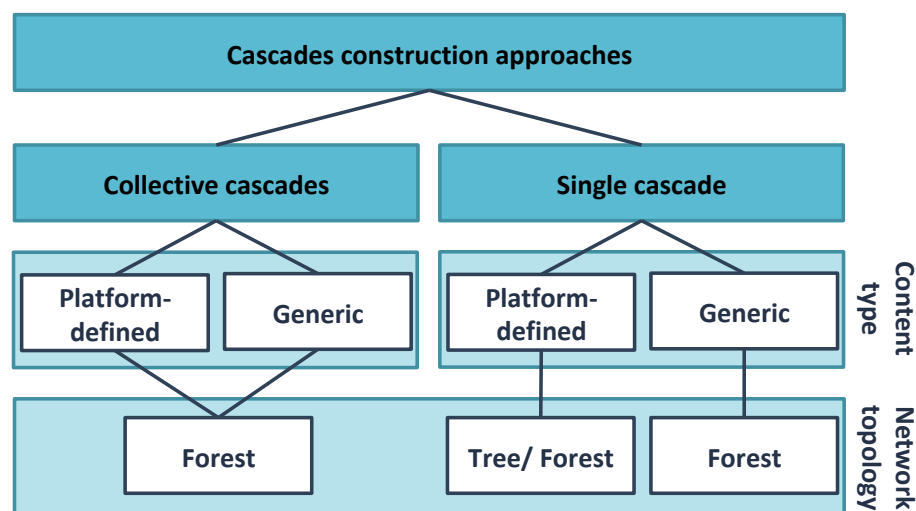 Cascades construction approaches
Collective cascades
Single cascade
Platform-
defined
Generic
Platform-
defined
Generic
Content
type
Forest
Tree/ Forest
Forest
Network
topology